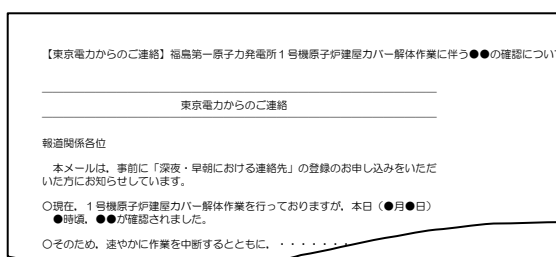 【東京電力からのご連絡】福島第一原子力発電所１号機原子炉建屋カバー解体作業に伴う●●の確認につい
東京電力からのご連絡
報道関係各位
　本メールは、事前に「深夜・早朝における連絡先」の登録のお申し込みをいただ
いた方にお知らせしています。
○現在、１号機原子炉建屋カバー解体作業を行っておりますが、本日（●月●日）
　●時頃、●●が確認されました。
○そのため、速やかに作業を中断するとともに、・・・・・・・